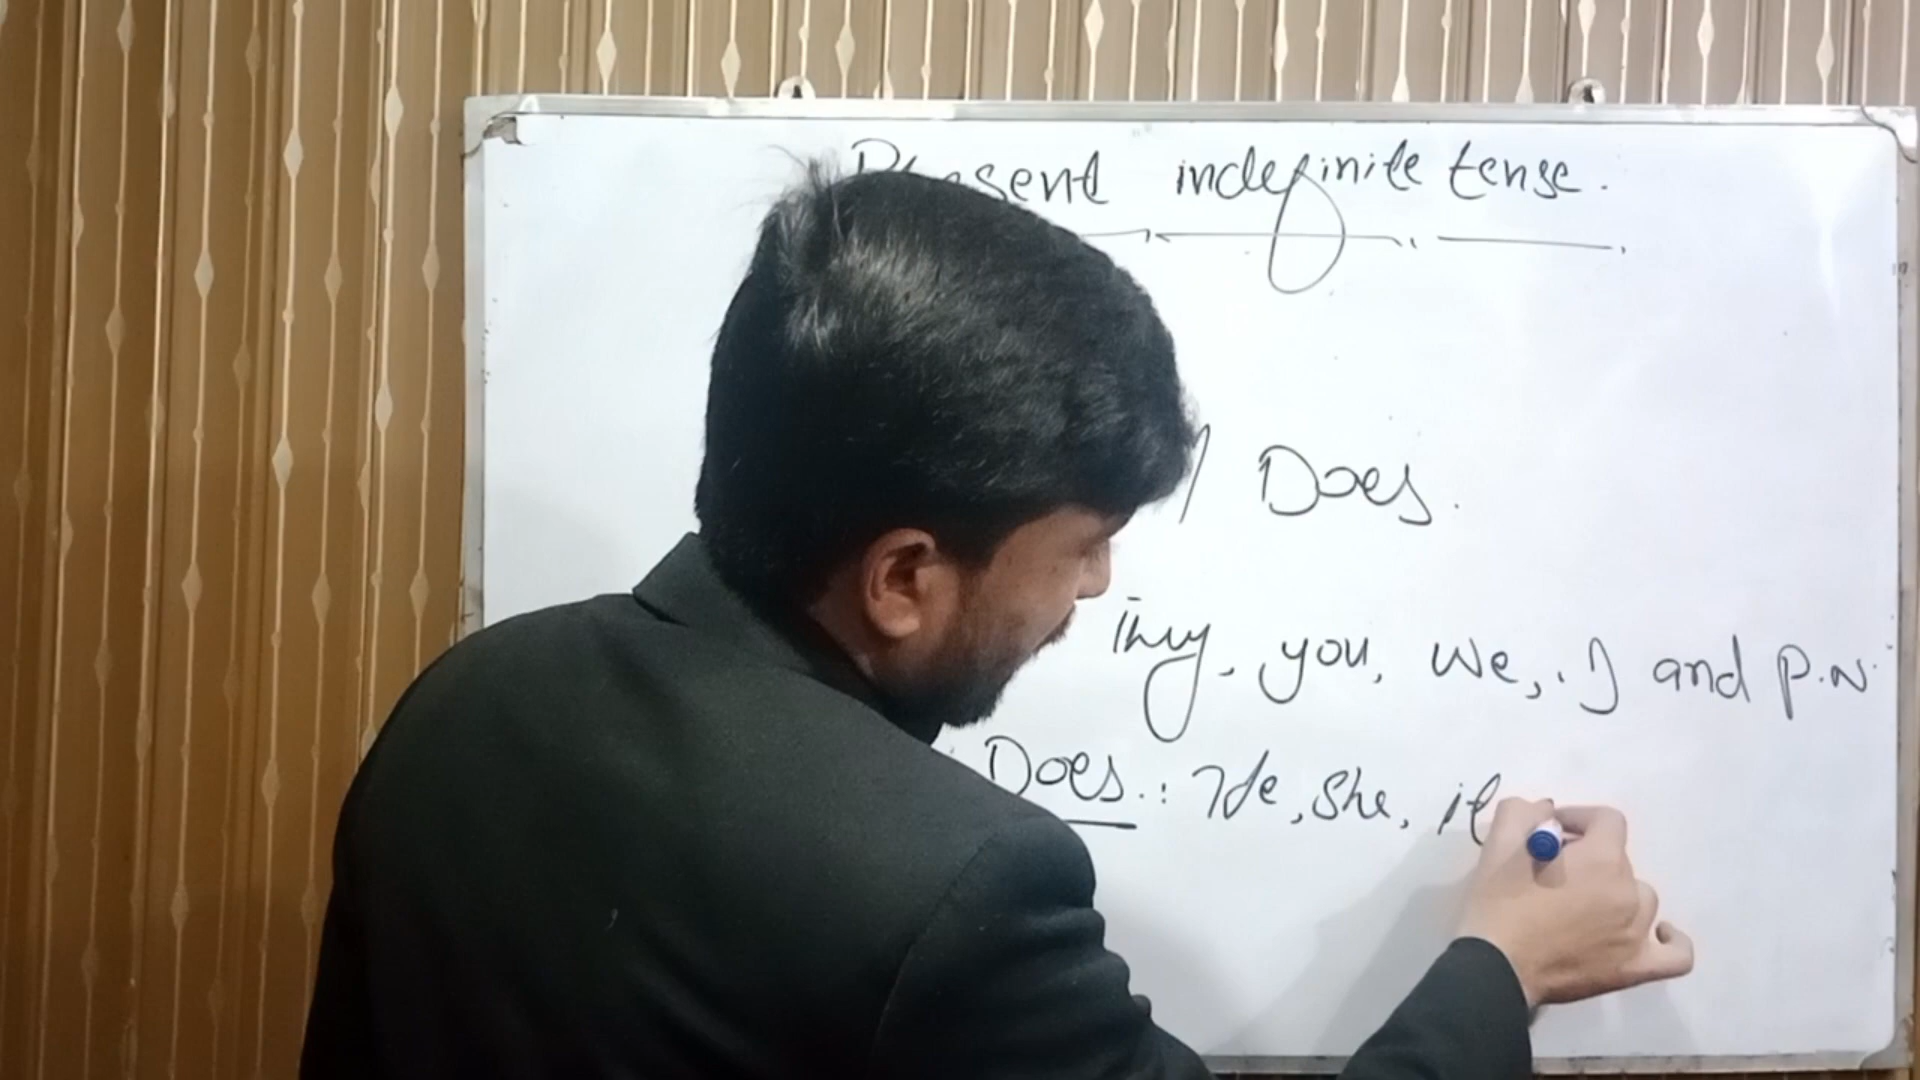 Present indefinite tense.
/ Does.
They, you, We, I and P.N.
Does.: He, She, it